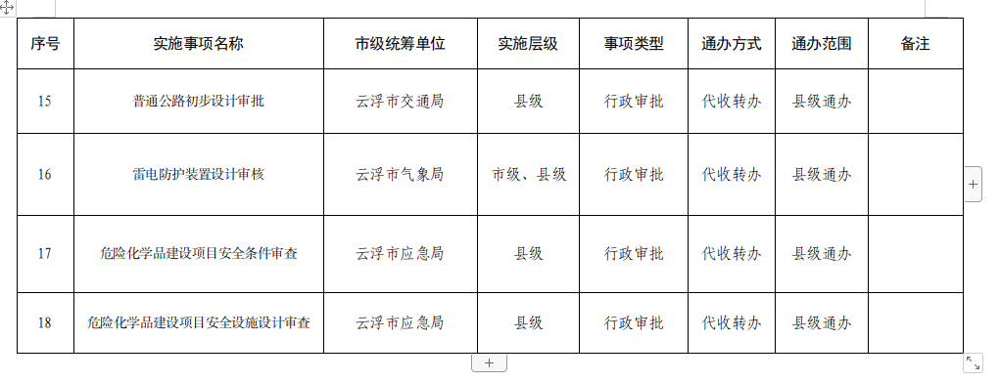 序号 实施事项名称 市级统筹单位 实施层级 事项类型 通办方式 通办范围 备注
15 普通公路初步设计审批 云浮市交通局 县级 行政审批 代收转办 县级通办
16 雷电防护装置设计审核 云浮市气象局 市级、县级 行政审批 代收转办 县级通办
17 危险化学品建设项目安全条件审查 云浮市应急局 县级 行政审批 代收转办 县级通办
18 危险化学品建设项目安全设施设计审查 云浮市应急局 县级 行政审批 代收转办 县级通办